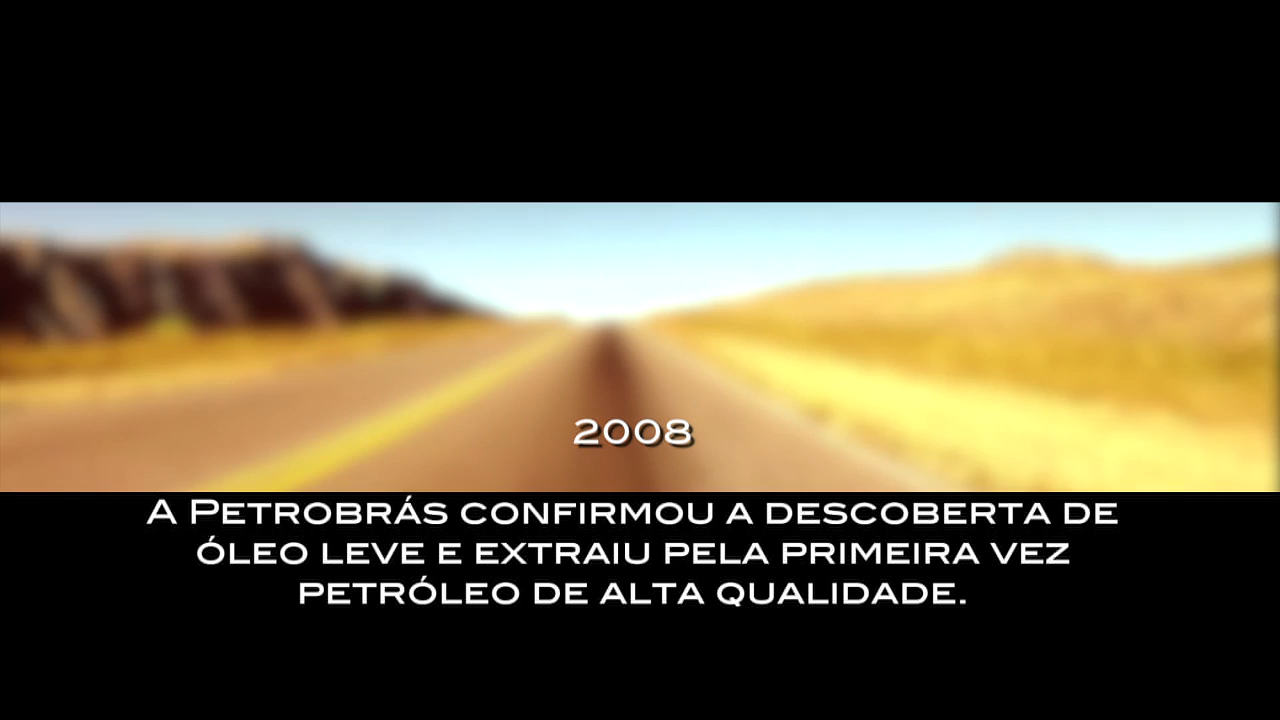 2008
A Petrobrás confirmou a descoberta de
óleo leve e extraiu pela primeira vez
petróleo de alta qualidade.